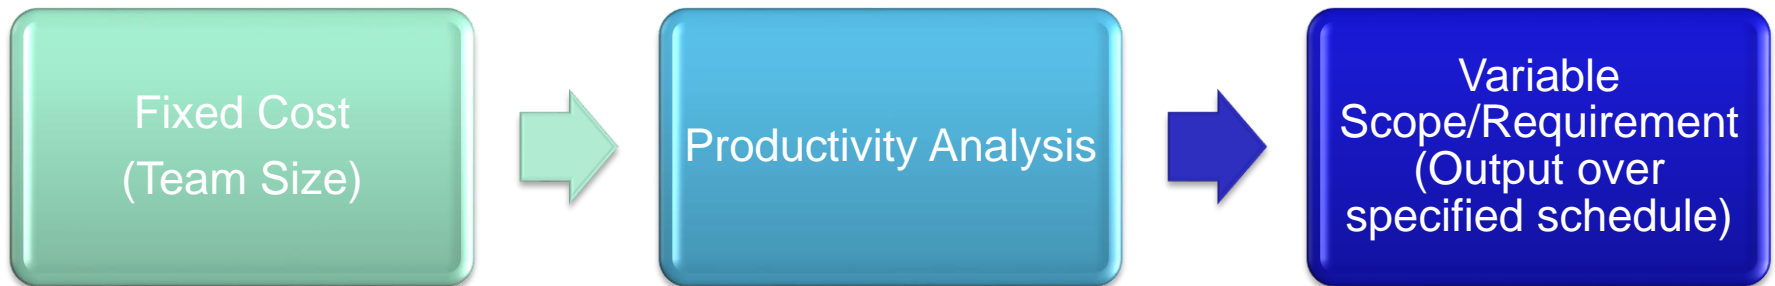 Fixed Cost
(Team Size)
Productivity Analysis
Variable
Scope/Requirement
(Output over
specified schedule)